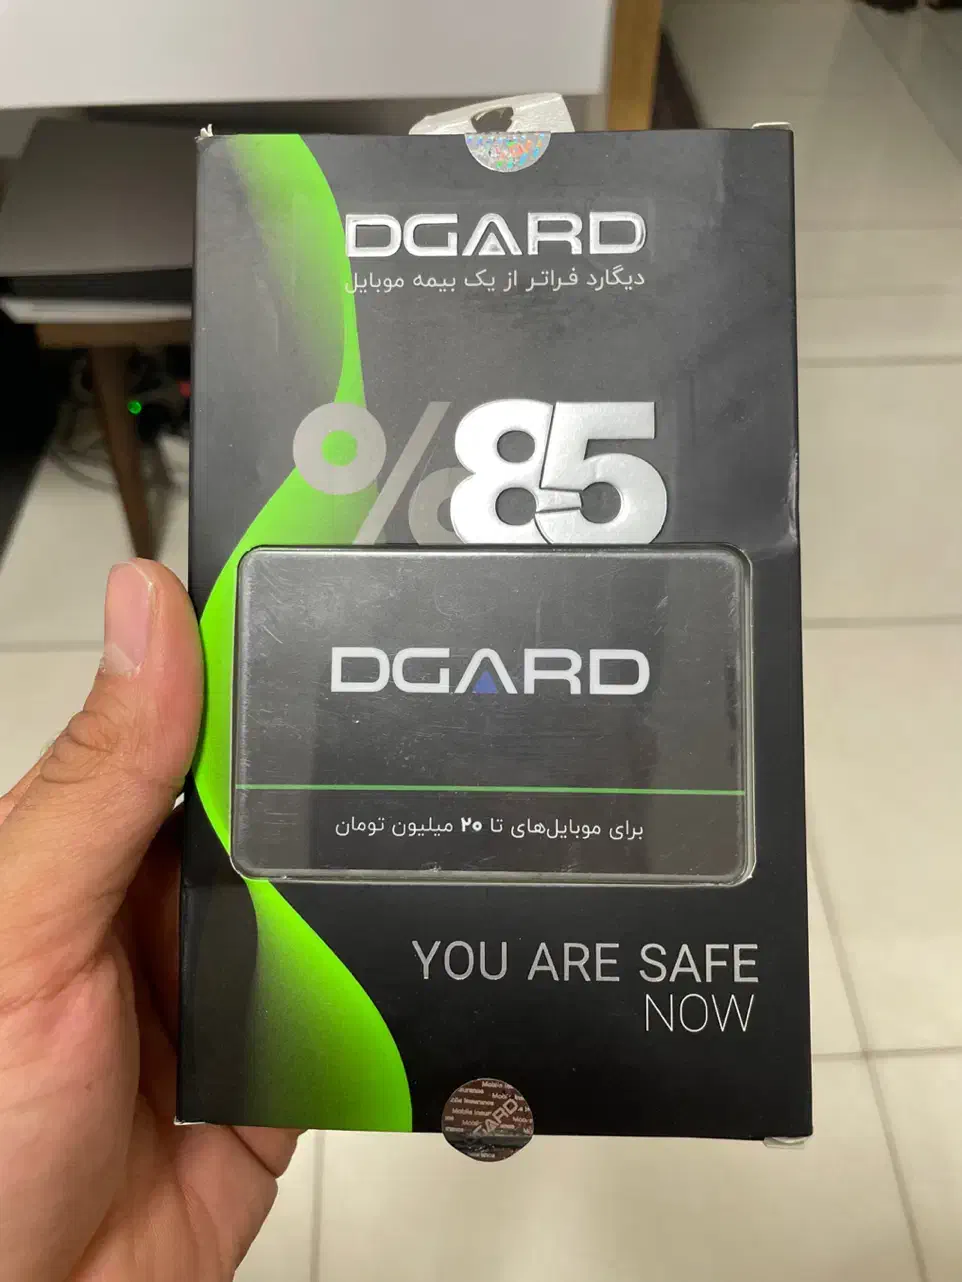 DGARD
دیگارد فراتر از یک بیمه موبایل
%85
DGARD
برای موبایل‌های تا ۲۰ میلیون تومان
YOU ARE SAFE
NOW
DGARD